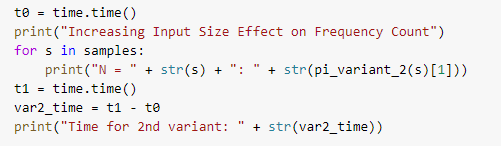 t0 = time.time()
print("Increasing Input Size Effect on Frequency Count")
for s in samples:
    print("N = " + str(s) + ": " + str(pi_variant_2(s)[1]))
t1 = time.time()
var2_time = t1 - t0
print("Time for 2nd variant: " + str(var2_time))